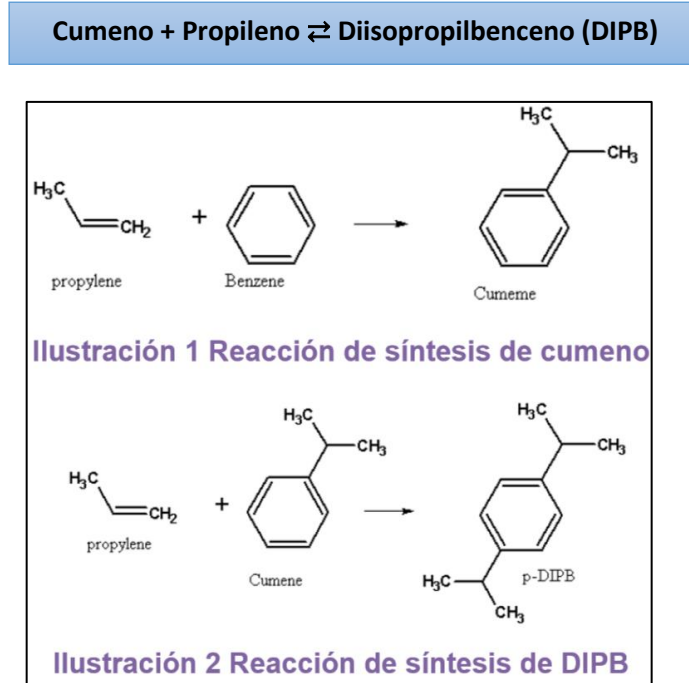 Cumeno + Propileno ⇄ Diisopropilbenceno (DIPB)
H₃C
CH₃
H₃C
CH₂
+
propylene
Benzene
Cumeme
Ilustración 1 Reacción de síntesis de cumeno
H₃C
CH₃
H₃C
CH₃
H₃C
CH₂
+
propylene
Cumene
H₃C
p-DIPB
CH₃
Ilustración 2 Reacción de síntesis de DIPB